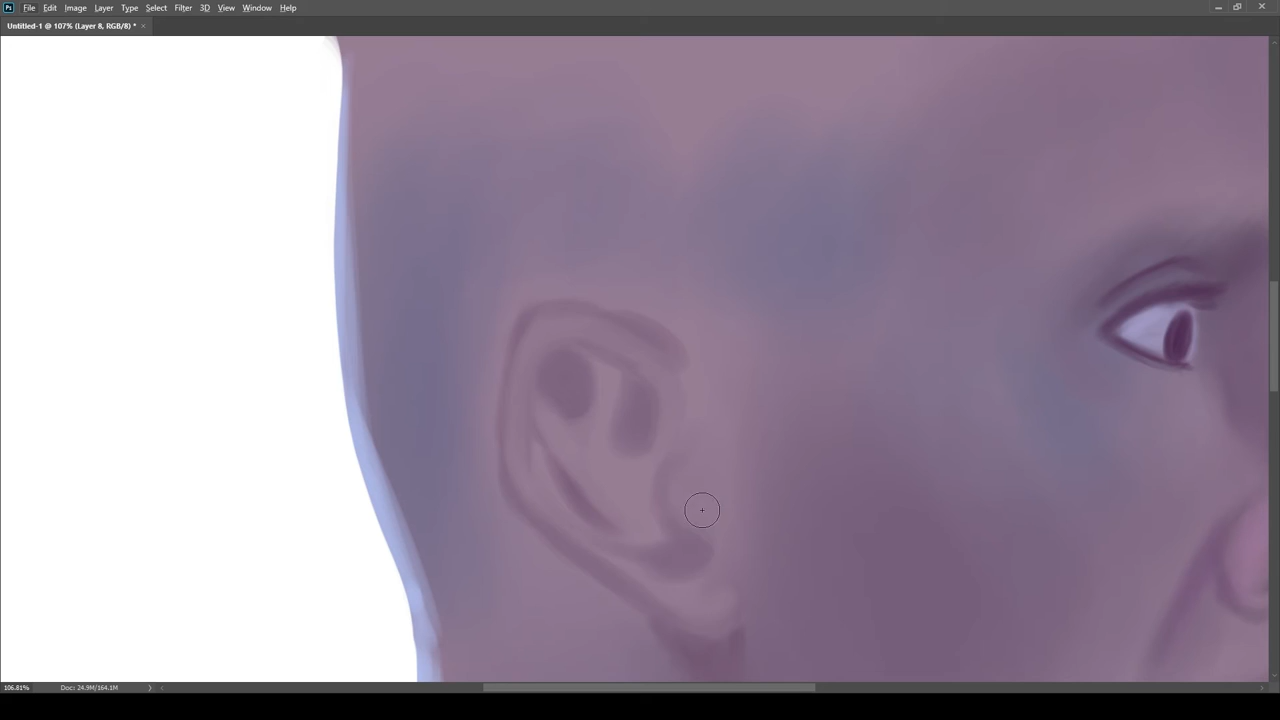 Ps File Edit Image Layer Type Select Filter 3D View Window Help
Untitled-1 @ 107% (Layer 8, RGB/8) * ×
106.81% Doc: 24.9M/164.1M